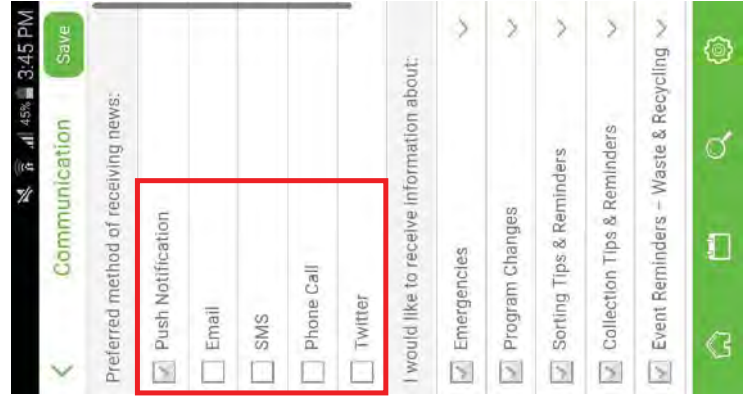 45% 3:45 PM
Communication Save
Preferred method of receiving news:
Push Notification
Email
SMS
Phone Call
Twitter
I would like to receive information about:
Emergencies
Program Changes
Sorting Tips & Reminders
Collection Tips & Reminders
Event Reminders – Waste & Recycling